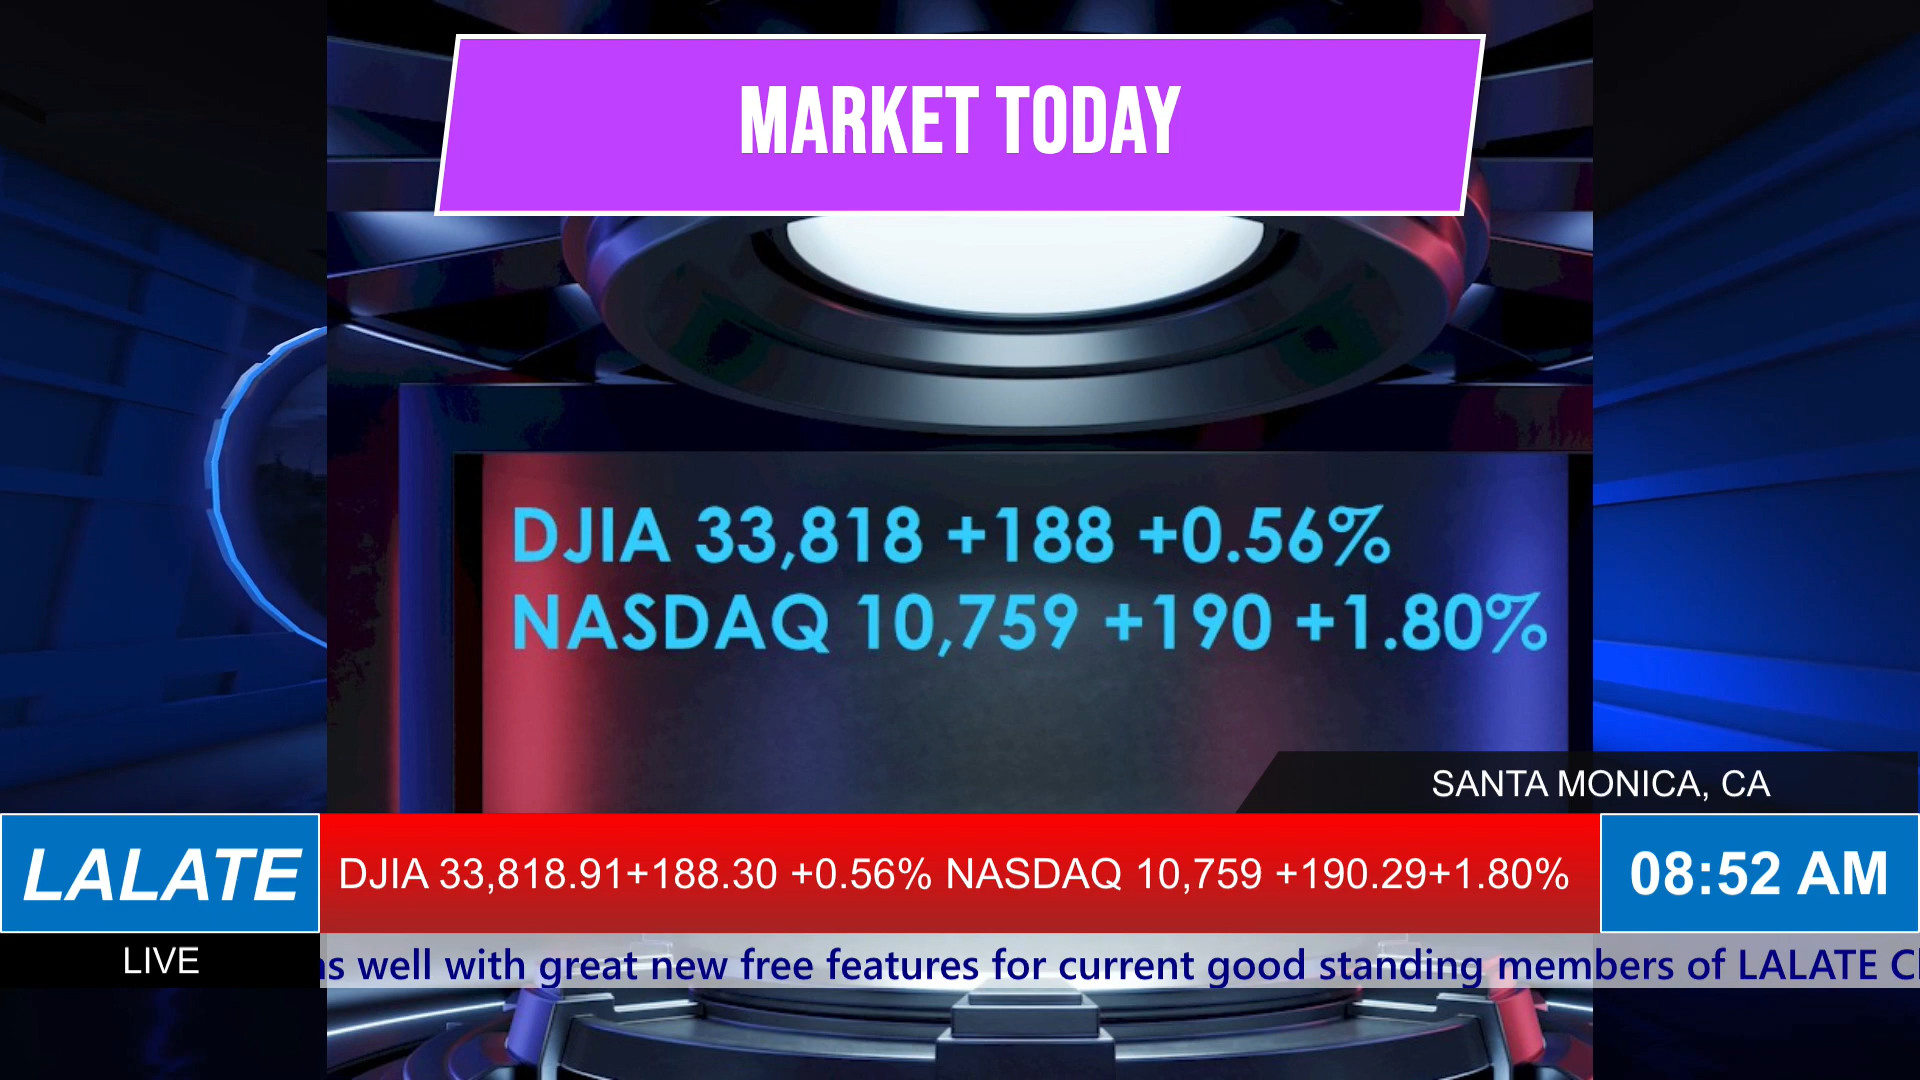 MARKET TODAY
DJIA 33,818 +188 +0.56%
NASDAQ 10,759 +190 +1.80%
SANTA MONICA, CA
LALATE
DJIA 33,818.91+188.30 +0.56% NASDAQ 10,759 +190.29+1.80%
08:52 AM
LIVE
well with great new free features for current good standing members of LALATE